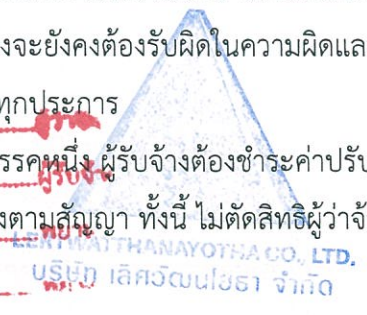 งจะยังคงต้องรับผิดในความผิดและ
ทุกประการ
รรคหนึ่ง ผู้รับจ้างต้องชำระค่าปรับ
งตามสัญญา ทั้งนี้ ไม่ตัดสิทธิผู้ว่าจ้
LERTWATTHANAYOTHA CO., LTD.
บริษัท เลิศวัฒนโยธา จำกัด